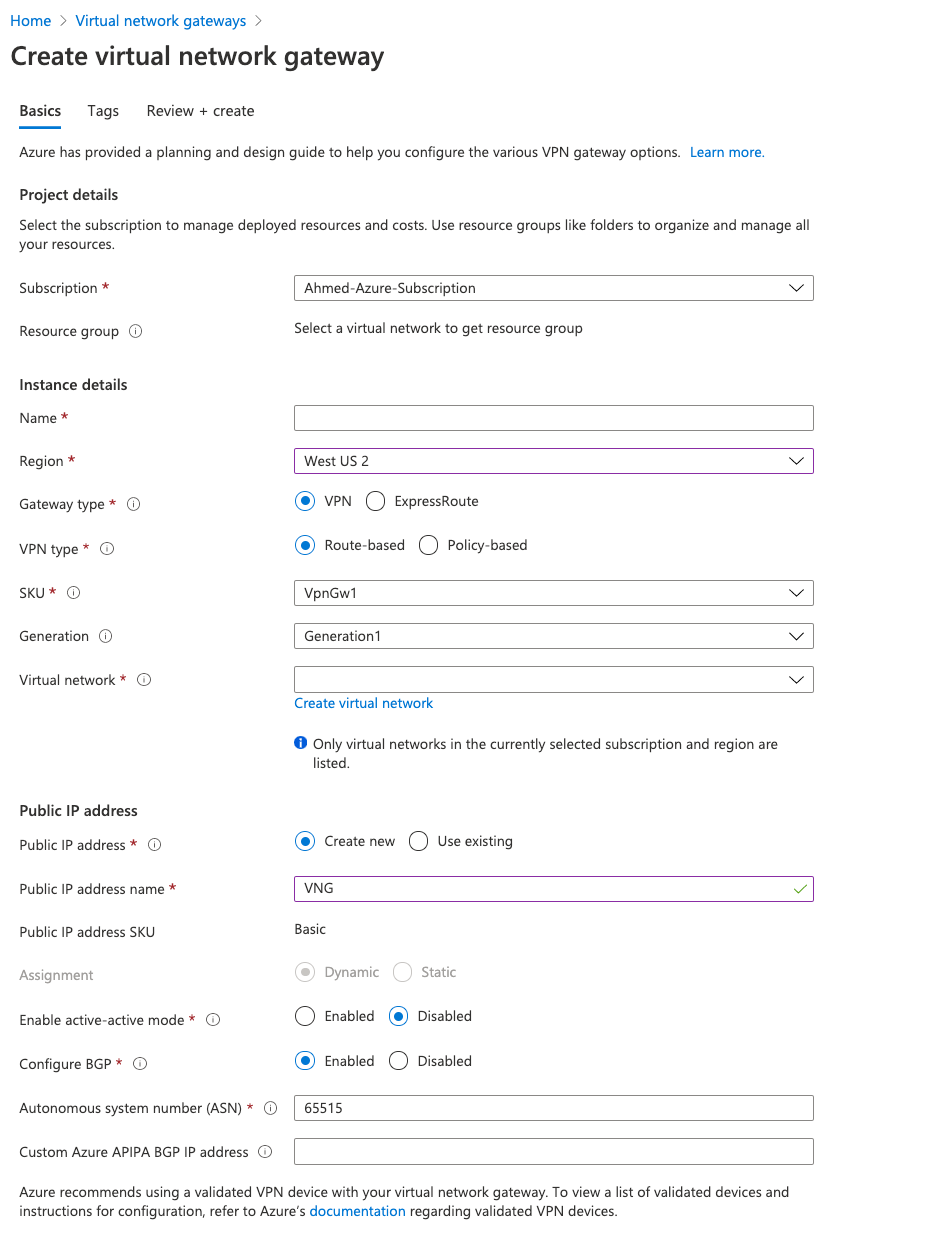 Home > Virtual network gateways >
Create virtual network gateway
Basics Tags Review + create
Azure has provided a planning and design guide to help you configure the various VPN gateway options. Learn more.
Project details
Select the subscription to manage deployed resources and costs. Use resource groups like folders to organize and manage all
your resources.
Subscription * Ahmed-Azure-Subscription
Resource group Select a virtual network to get resource group
Instance details
Name *
Region * West US 2
Gateway type * VPN ExpressRoute
VPN type * Route-based Policy-based
SKU * VpnGw1
Generation Generation1
Virtual network *
Create virtual network
Only virtual networks in the currently selected subscription and region are
listed.
Public IP address
Public IP address * Create new Use existing
Public IP address name * VNG
Public IP address SKU Basic
Assignment Dynamic Static
Enable active-active mode * Enabled Disabled
Configure BGP * Enabled Disabled
Autonomous system number (ASN) * 65515
Custom Azure APIPA BGP IP address
Azure recommends using a validated VPN device with your virtual network gateway. To view a list of validated devices and
instructions for configuration, refer to Azure's documentation regarding validated VPN devices.